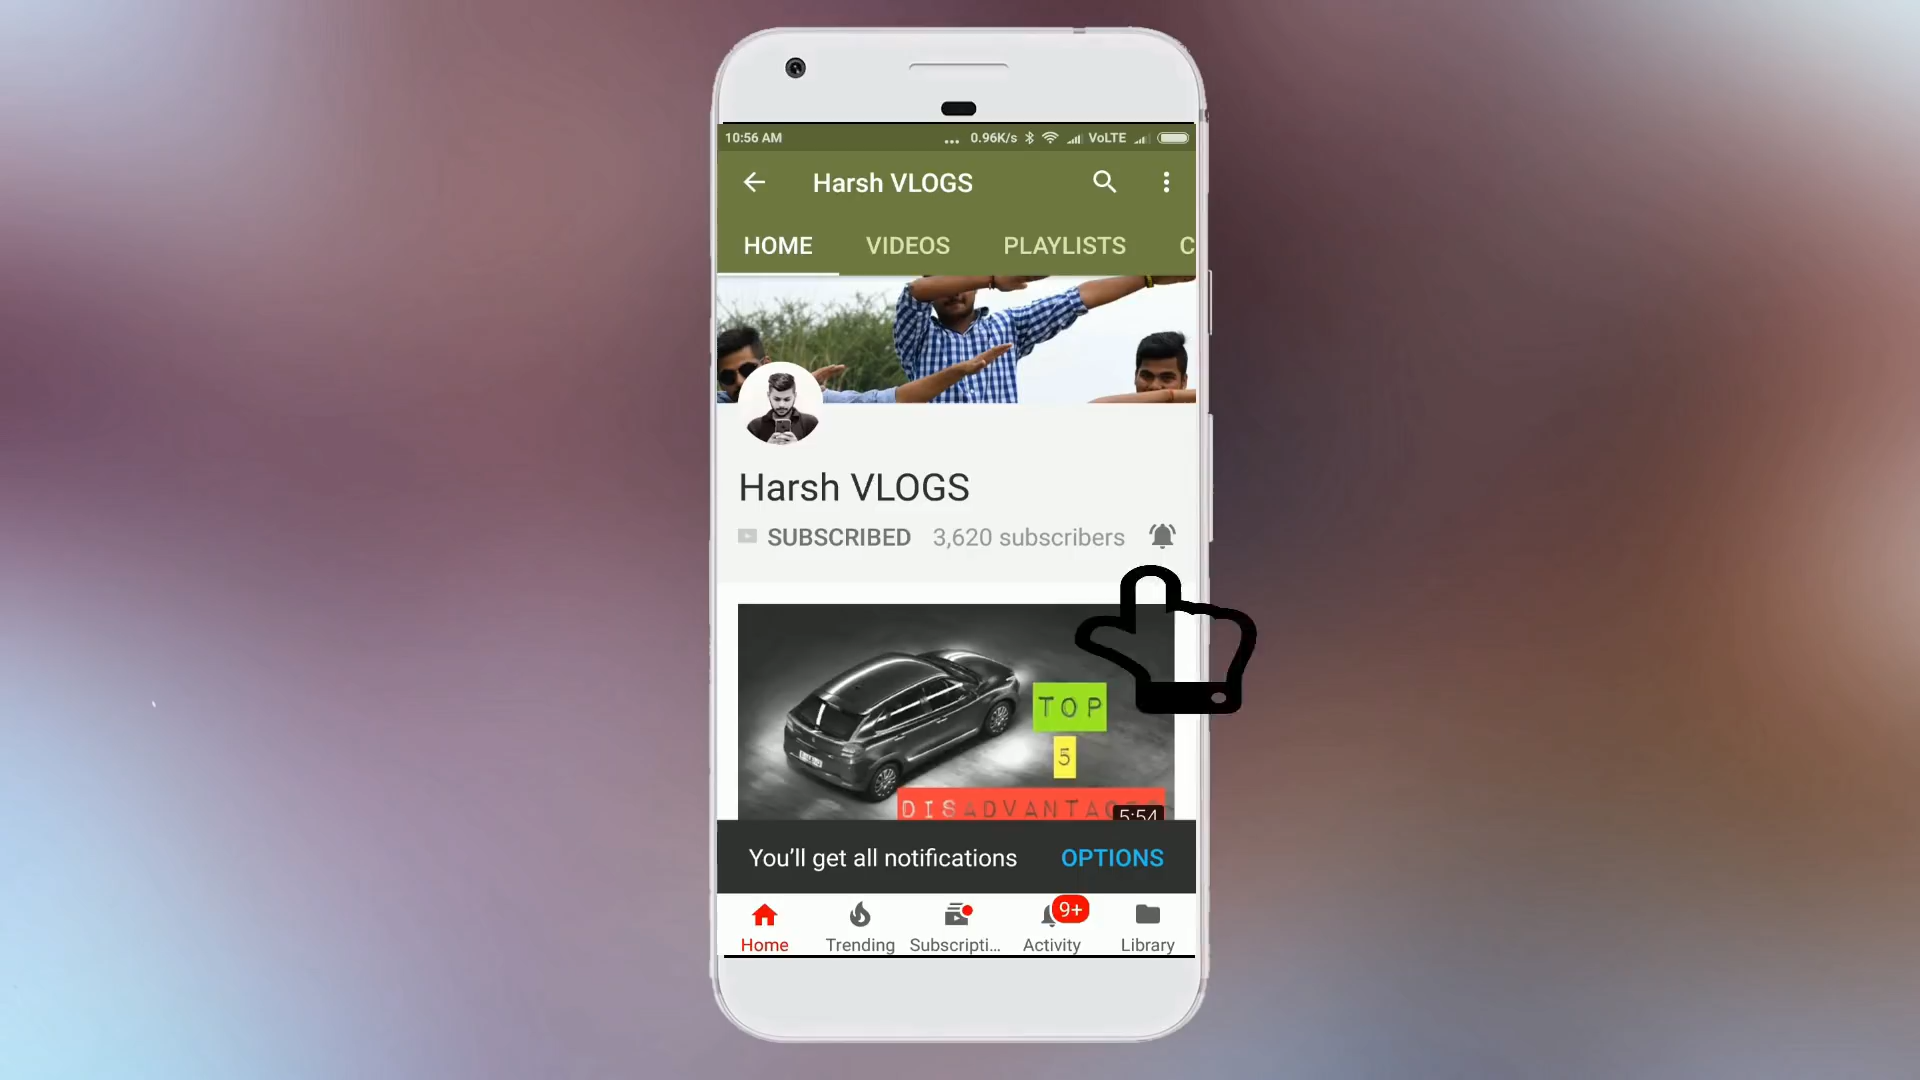 10:56 AM ... 0.96K/s VoLTE
Harsh VLOGS
HOME VIDEOS PLAYLISTS C
Harsh VLOGS
SUBSCRIBED 3,620 subscribers
TOP
5
DISADVANTAGES
5:54
You'll get all notifications OPTIONS
9+
Home Trending Subscripti... Activity Library